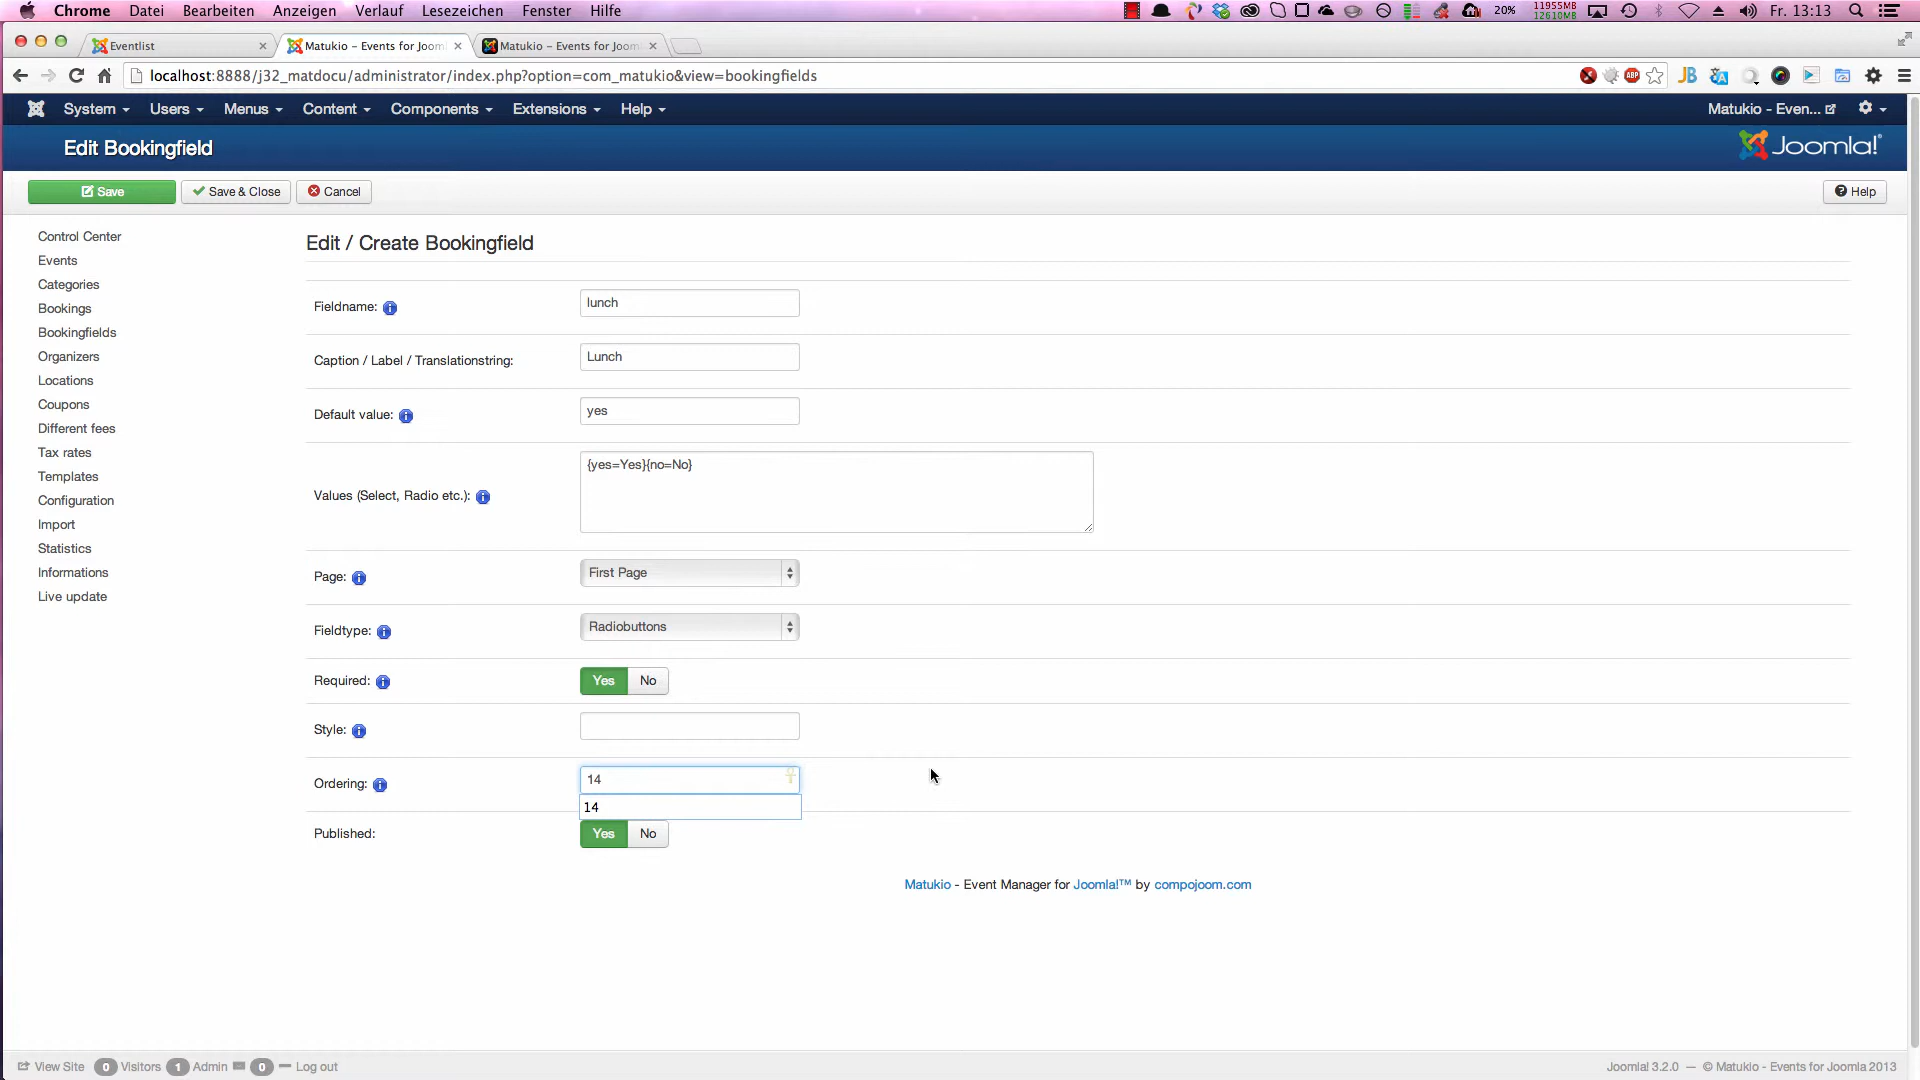 Chrome Datei Bearbeiten Anzeigen Verlauf Lesezeichen Fenster Hilfe 20% 11955MB 12610MB Fr. 13:13
Eventlist Matukio - Events for Jooml Matukio - Events for Joom
localhost:8888/j32_matdocu/administrator/index.php?option=com_matukio&view=bookingfields ABP JB
System Users Menus Content Components Extensions Help Matukio - Even...
Edit Bookingfield Joomla!
Save Save & Close Cancel Help
Control Center
Events
Categories
Bookings
Bookingfields
Organizers
Locations
Coupons
Different fees
Tax rates
Templates
Configuration
Import
Statistics
Informations
Live update
Edit / Create Bookingfield
Fieldname: lunch
Caption / Label / Translationstring: Lunch
Default value: yes
Values (Select, Radio etc.): {yes=Yes}{no=No}
Page: First Page
Fieldtype: Radiobuttons
Required: Yes No
Style:
Ordering: 14
14
Published: Yes No
Matukio - Event Manager for Joomla!™ by compojoom.com
View Site 0 Visitors 1 Admin 0 Log out Joomla! 3.2.0 — © Matukio - Events for Joomla 2013